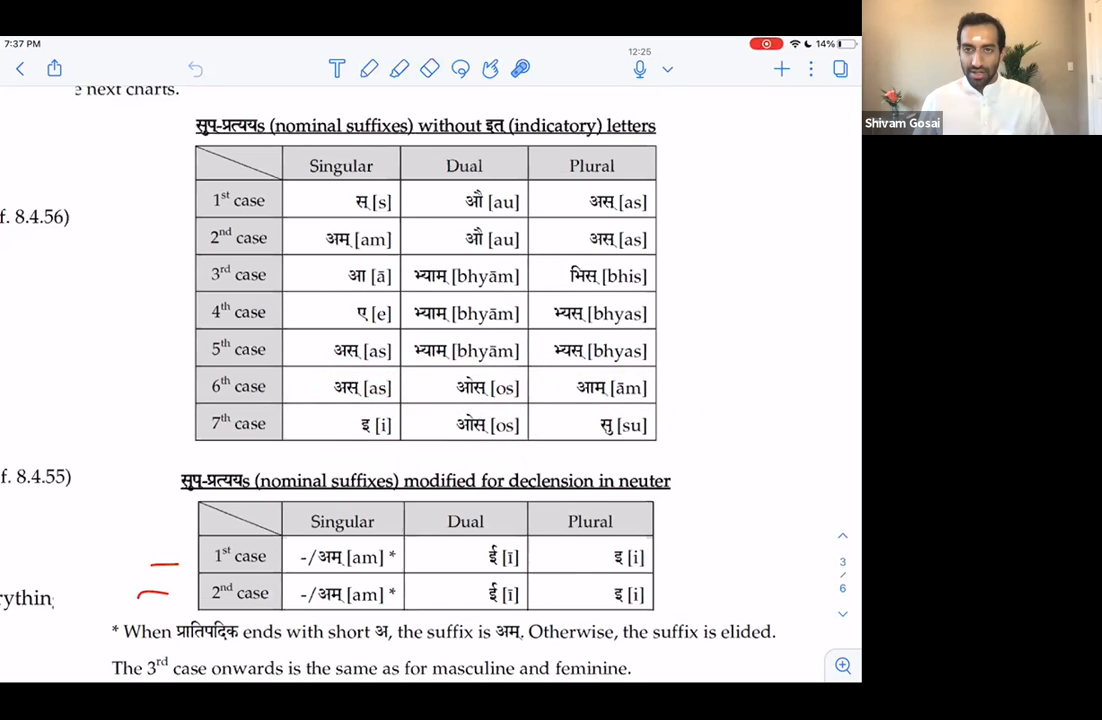 7:37 PM
14%
12:25
e next charts.
Shivam Gosai
सुप्-प्रत्ययs (nominal suffixes) without इत् (indicatory) letters
Singular Dual Plural
1st case स् [s] औ [au] अस् [as]
f. 8.4.56)
2nd case अम् [am] औ [au] अस् [as]
3rd case आ [ā] भ्याम् [bhyām] भिस् [bhis]
4th case ए [e] भ्याम् [bhyām] भ्यस् [bhyas]
5th case अस् [as] भ्याम् [bhyām] भ्यस् [bhyas]
6th case अस् [as] ओस् [os] आम् [ām]
7th case इ [i] ओस् [os] सु [su]
f. 8.4.55)
सुप्-प्रत्ययs (nominal suffixes) modified for declension in neuter
Singular Dual Plural
1st case -/अम् [am] * ई [ī] इ [i]
2nd case -/अम् [am] * ई [ī] इ [i]
rything
3
/
6
* When प्रातिपदिक ends with short अ, the suffix is अम्. Otherwise, the suffix is elided.
The 3rd case onwards is the same as for masculine and feminine.